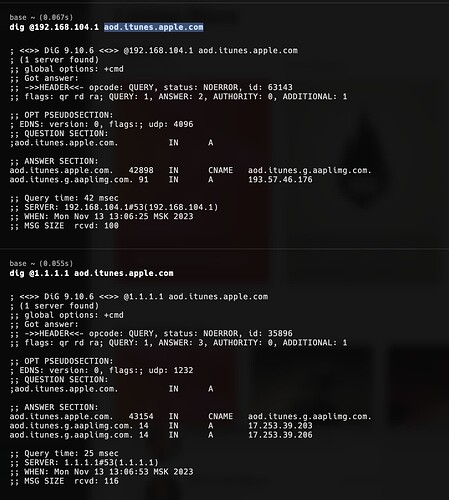 base ~ (0.067s)
dig @192.168.104.1 aod.itunes.apple.com
; <<>> DiG 9.10.6 <<>> @192.168.104.1 aod.itunes.apple.com
; (1 server found)
;; global options: +cmd
;; Got answer:
;; ->>HEADER<<- opcode: QUERY, status: NOERROR, id: 63143
;; flags: qr rd ra; QUERY: 1, ANSWER: 2, AUTHORITY: 0, ADDITIONAL: 1
;; OPT PSEUDOSECTION:
; EDNS: version: 0, flags:; udp: 4096
;; QUESTION SECTION:
;aod.itunes.apple.com. IN A
;; ANSWER SECTION:
aod.itunes.apple.com. 42898 IN CNAME aod.itunes.g.aaplimg.com.
aod.itunes.g.aaplimg.com. 91 IN A 193.57.46.176
;; Query time: 42 msec
;; SERVER: 192.168.104.1#53(192.168.104.1)
;; WHEN: Mon Nov 13 13:06:25 MSK 2023
;; MSG SIZE rcvd: 100
base ~ (0.055s)
dig @1.1.1.1 aod.itunes.apple.com
; <<>> DiG 9.10.6 <<>> @1.1.1.1 aod.itunes.apple.com
; (1 server found)
;; global options: +cmd
;; Got answer:
;; ->>HEADER<<- opcode: QUERY, status: NOERROR, id: 35896
;; flags: qr rd ra; QUERY: 1, ANSWER: 3, AUTHORITY: 0, ADDITIONAL: 1
;; OPT PSEUDOSECTION:
; EDNS: version: 0, flags:; udp: 1232
;; QUESTION SECTION:
;aod.itunes.apple.com. IN A
;; ANSWER SECTION:
aod.itunes.apple.com. 43154 IN CNAME aod.itunes.g.aaplimg.com.
aod.itunes.g.aaplimg.com. 14 IN A 17.253.39.203
aod.itunes.g.aaplimg.com. 14 IN A 17.253.39.206
;; Query time: 25 msec
;; SERVER: 1.1.1.1#53(1.1.1.1)
;; WHEN: Mon Nov 13 13:06:53 MSK 2023
;; MSG SIZE rcvd: 116